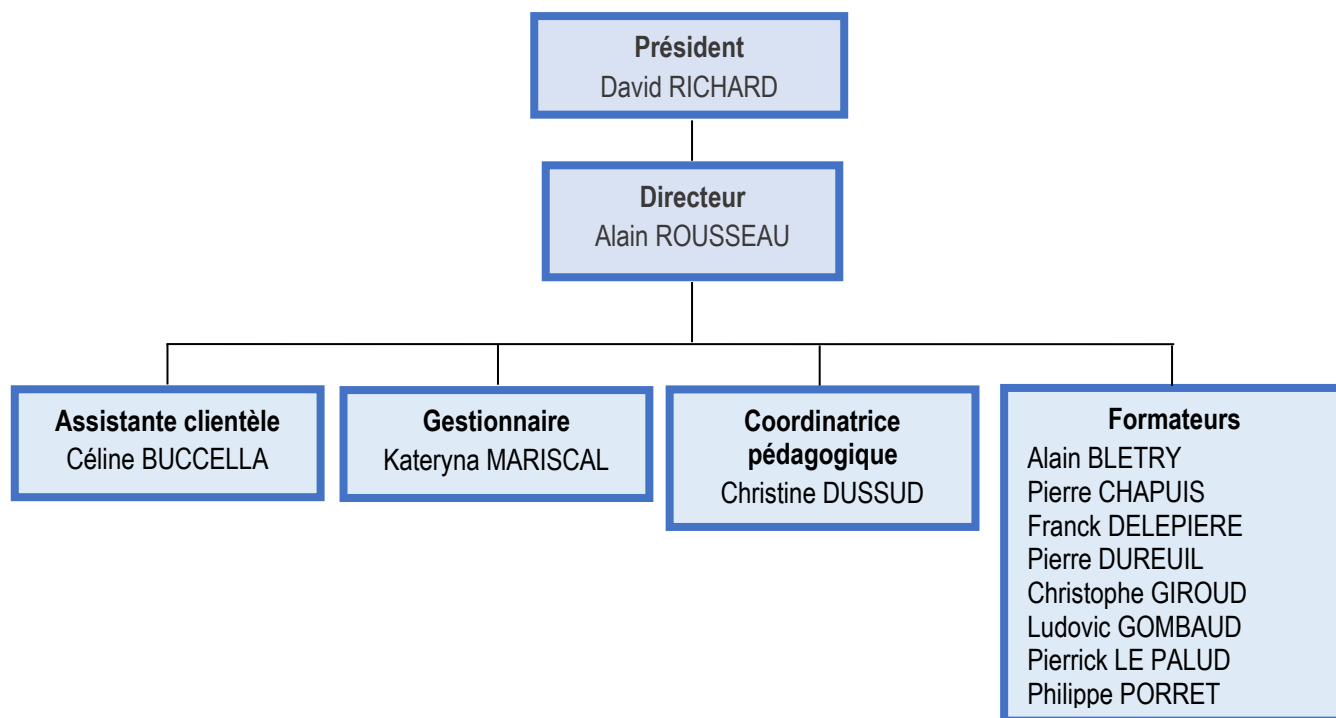 Président
David RICHARD
Directeur
Alain ROUSSEAU
Assistante clientèle
Céline BUCCELLA
Gestionnaire
Kateryna MARISCAL
Coordinatrice
pédagogique
Christine DUSSUD
Formateurs
Alain BLETRY
Pierre CHAPUIS
Franck DELEPIERE
Pierre DUREUIL
Christophe GIROUD
Ludovic GOMBAUD
Pierrick LE PALUD
Philippe PORRET